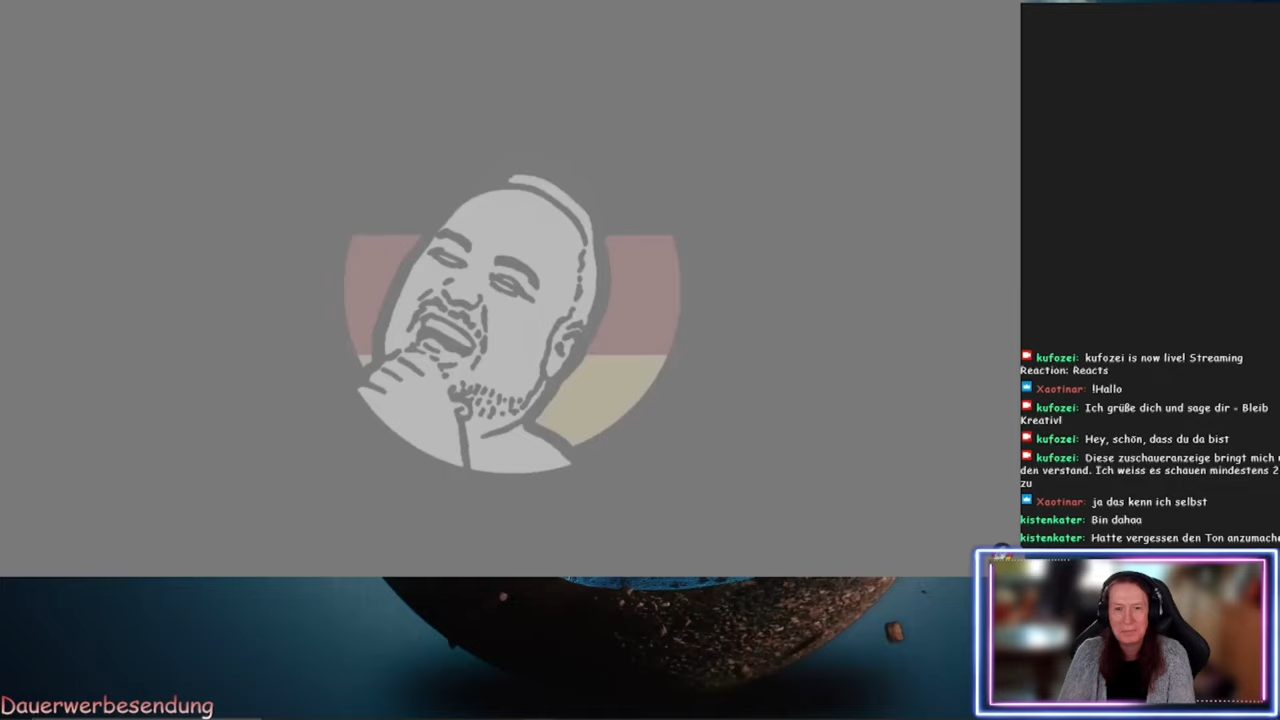 kufozei: kufozei is now live! Streaming
Reaction: Reacts
Xaotinar: !Hallo
kufozei: Ich grüße dich und sage dir - Bleib
Kreativ!
kufozei: Hey, schön, dass du da bist
kufozei: Diese zuschaueranzeige bringt mich
den verstand. Ich weiss es schauen mindestens 2
zu
Xaotinar: ja das kenn ich selbst
kistenkater: Bin dahaa
kistenkater: Hatte vergessen den Ton anzumache
Dauerwerbesendung